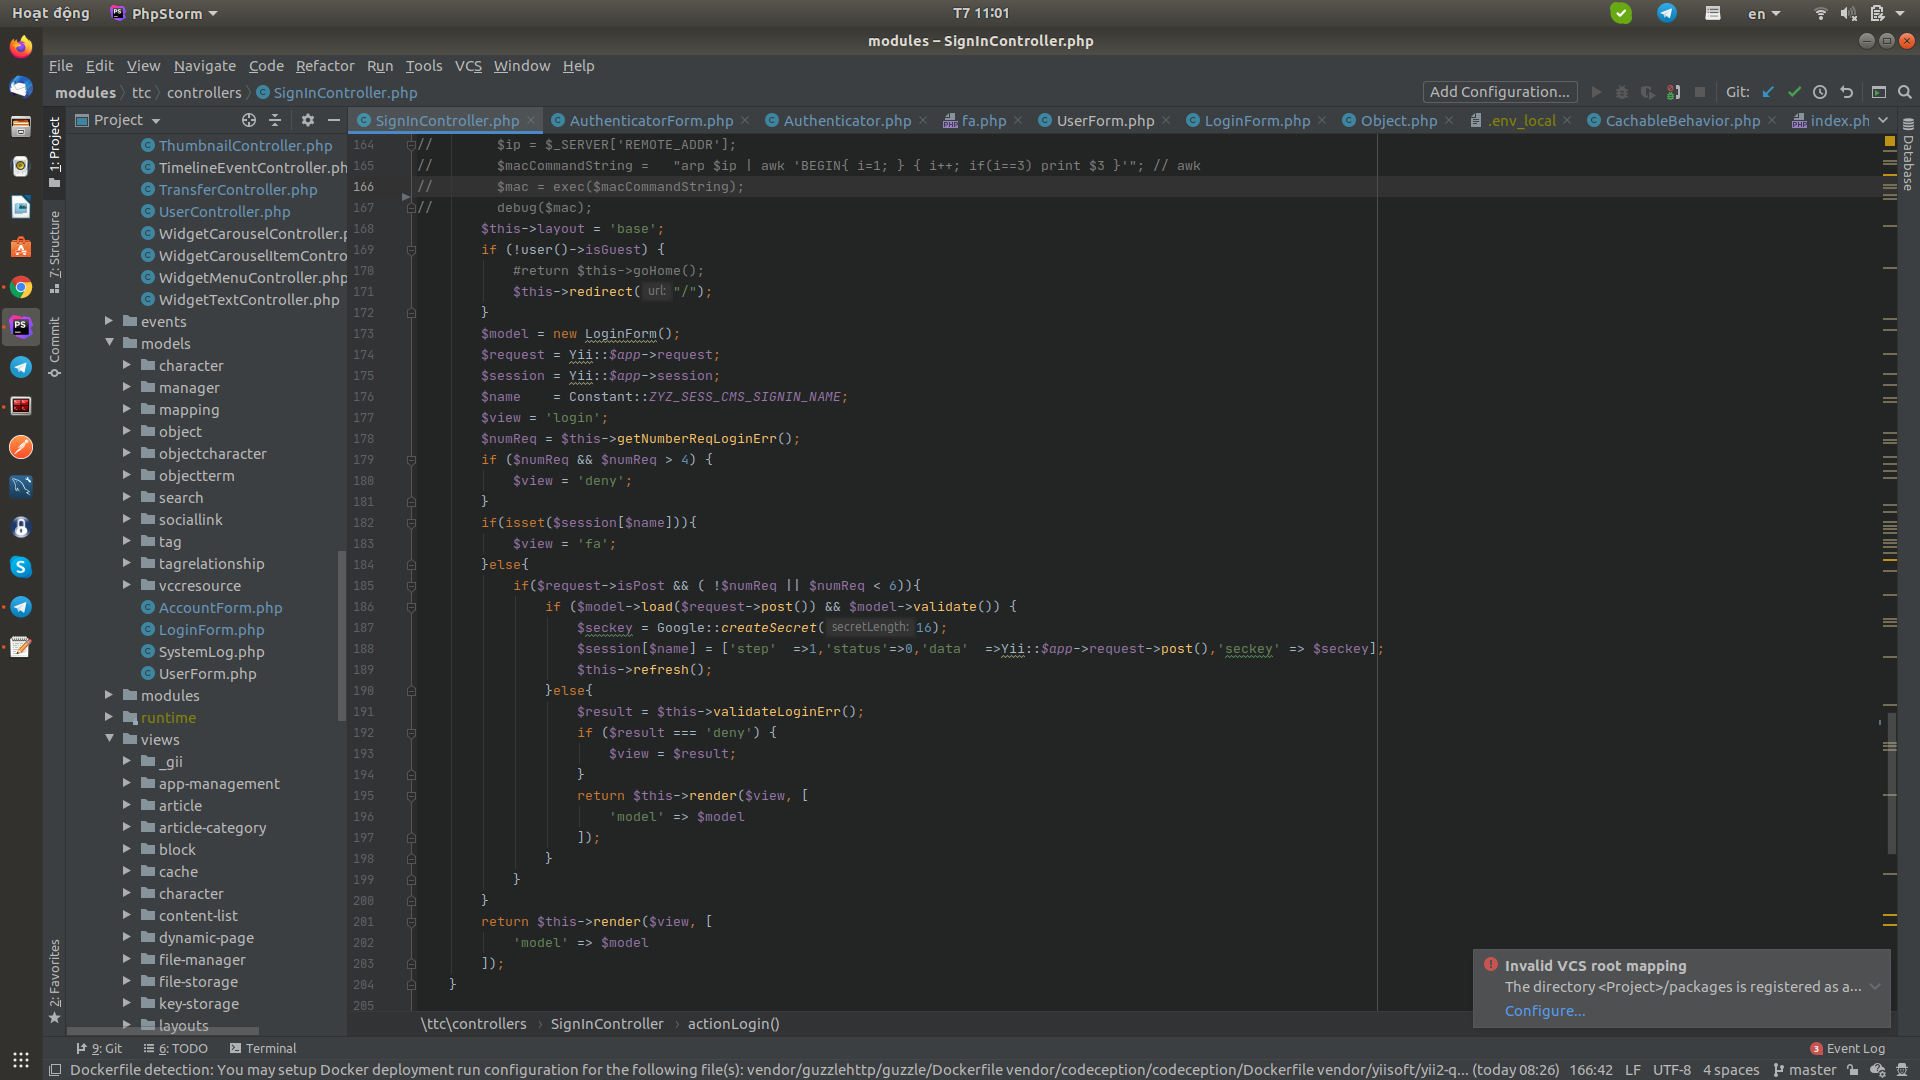 Hoạt động
PhpStorm
T7 11:01
en
modules – SignInController.php
File Edit View Navigate Code Refactor Run Tools VCS Window Help
modules ttc controllers SignInController.php
Add Configuration...
Git:
1: Project
7: Structure
Commit
2: Favorites
Database
Project
SignInController.php AuthenticatorForm.php Authenticator.php fa.php UserForm.php LoginForm.php Object.php .env_local CachableBehavior.php index.ph
ThumbnailController.php
TimelineEventController.ph
TransferController.php
UserController.php
WidgetCarouselController.p
WidgetCarouselItemContro
WidgetMenuController.php
WidgetTextController.php
events
models
character
manager
mapping
object
objectcharacter
objectterm
search
sociallink
tag
tagrelationship
vccresource
AccountForm.php
LoginForm.php
SystemLog.php
UserForm.php
modules
runtime
views
_gii
app-management
article
article-category
block
cache
character
content-list
dynamic-page
file-manager
file-storage
key-storage
layouts
164 // $ip = $_SERVER['REMOTE_ADDR'];
165 // $macCommandString = "arp $ip | awk 'BEGIN{ i=1; } { i++; if(i==3) print $3 }'"; // awk
166 // $mac = exec($macCommandString);
167 // debug($mac);
168 $this->layout = 'base';
169 if (!user()->isGuest) {
170 #return $this->goHome();
171 $this->redirect( url: "/");
172 }
173 $model = new LoginForm();
174 $request = Yii::$app->request;
175 $session = Yii::$app->session;
176 $name    = Constant::ZYZ_SESS_CMS_SIGNIN_NAME;
177 $view = 'login';
178 $numReq = $this->getNumberReqLoginErr();
179 if ($numReq && $numReq > 4) {
180 $view = 'deny';
181 }
182 if(isset($session[$name])){
183 $view = 'fa';
184 }else{
185 if($request->isPost && ( !$numReq || $numReq < 6)){
186 if ($model->load($request->post()) && $model->validate()) {
187 $seckey = Google::createSecret( secretLength: 16);
188 $session[$name] = ['step'  =>1,'status'=>0,'data'  =>Yii::$app->request->post(),'seckey' => $seckey];
189 $this->refresh();
190 }else{
191 $result = $this->validateLoginErr();
192 if ($result === 'deny') {
193 $view = $result;
194 }
195 return $this->render($view, [
196 'model' => $model
197 ]);
198 }
199 }
200 }
201 return $this->render($view, [
202 'model' => $model
203 ]);
204 }
205
Invalid VCS root mapping
The directory <Project>/packages is registered as a...
Configure...
\ttc\controllers SignInController actionLogin()
9: Git 6: TODO Terminal
3 Event Log
Dockerfile detection: You may setup Docker deployment run configuration for the following file(s): vendor/guzzlehttp/guzzle/Dockerfile vendor/codeception/codeception/Dockerfile vendor/yiisoft/yii2-q... (today 08:26) 166:42 LF UTF-8 4 spaces master